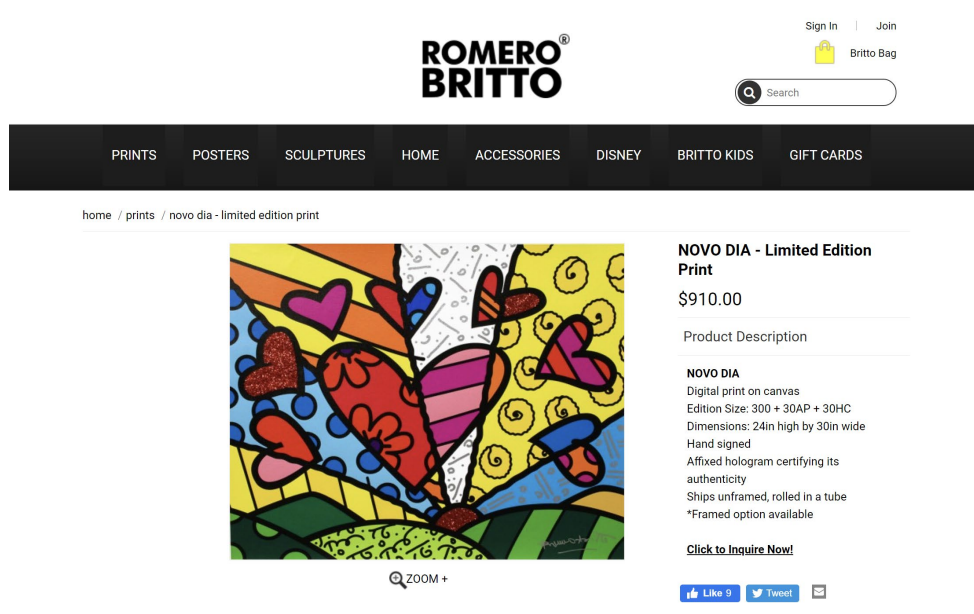 Sign In | Join
Britto Bag
ROMERO®
BRITTO
Search
PRINTS POSTERS SCULPTURES HOME ACCESSORIES DISNEY BRITTO KIDS GIFT CARDS
home / prints / novo dia - limited edition print
NOVO DIA - Limited Edition
Print
$910.00
Product Description
NOVO DIA
Digital print on canvas
Edition Size: 300 + 30AP + 30HC
Dimensions: 24in high by 30in wide
Hand signed
Affixed hologram certifying its
authenticity
Ships unframed, rolled in a tube
*Framed option available
Click to Inquire Now!
ZOOM +
Like 9 Tweet